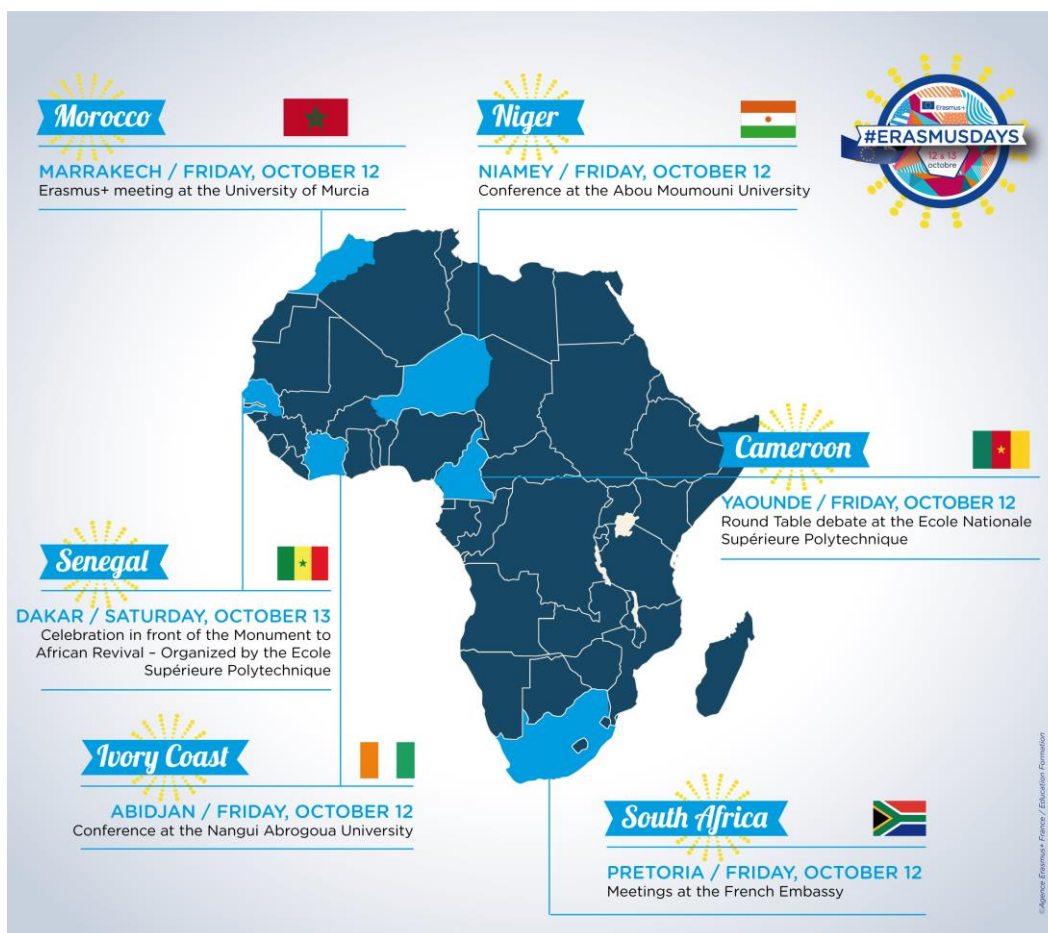 Morocco
MARRAKECH / FRIDAY, OCTOBER 12
Erasmus+ meeting at the University of Murcia
Niger
NIAMEY / FRIDAY, OCTOBER 12
Conference at the Abou Moumouni University
Erasmus+
#ERASMUSDAYS
12 & 13
octobre
Cameroon
YAOUNDE / FRIDAY, OCTOBER 12
Round Table debate at the Ecole Nationale
Supérieure Polytechnique
Senegal
DAKAR / SATURDAY, OCTOBER 13
Celebration in front of the Monument to
African Revival – Organized by the Ecole
Supérieure Polytechnique
Ivory Coast
ABIDJAN / FRIDAY, OCTOBER 12
Conference at the Nangui Abrogoua University
South Africa
PRETORIA / FRIDAY, OCTOBER 12
Meetings at the French Embassy
©Agence Erasmus+ France / Education Formation